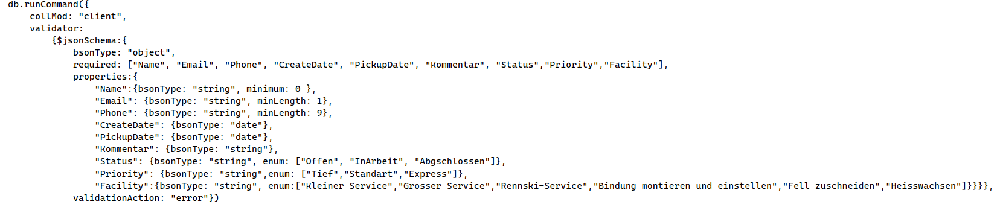 db.runCommand({
    collMod: "client",
    validator:
        {$jsonSchema:{
            bsonType: "object",
            required: ["Name", "Email", "Phone", "CreateDate", "PickupDate", "Kommentar", "Status","Priority","Facility"],
            properties:{
                "Name":{bsonType: "string", minimum: 0 },
                "Email": {bsonType: "string", minLength: 1},
                "Phone": {bsonType: "string", minLength: 9},
                "CreateDate": {bsonType: "date"},
                "PickupDate": {bsonType: "date"},
                "Kommentar": {bsonType: "string"},
                "Status": {bsonType: "string", enum: ["Offen", "InArbeit", "Abgschlossen"]},
                "Priority": {bsonType: "string",enum: ["Tief","Standart","Express"]},
                "Facility":{bsonType: "string", enum:["Kleiner Service","Grosser Service","Rennski-Service","Bindung montieren und einstellen","Fell zuschneiden","Heisswachsen"]}}}},
            validationAction: "error"})